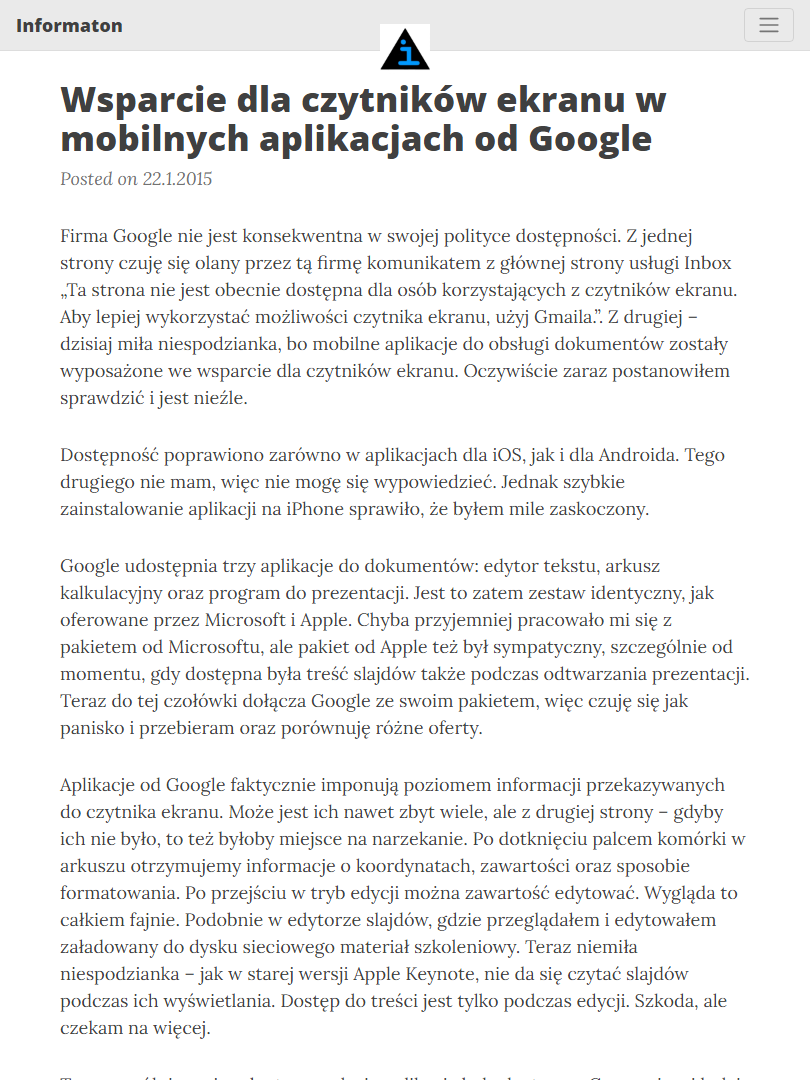 Informaton
i
Wsparcie dla czytników ekranu w
mobilnych aplikacjach od Google
Posted on 22.1.2015
Firma Google nie jest konsekwentna w swojej polityce dostępności. Z jednej
strony czuję się olany przez tą firmę komunikatem z głównej strony usługi Inbox
„Ta strona nie jest obecnie dostępna dla osób korzystających z czytników ekranu.
Aby lepiej wykorzystać możliwości czytnika ekranu, użyj Gmaila.”. Z drugiej –
dzisiaj miła niespodzianka, bo mobilne aplikacje do obsługi dokumentów zostały
wyposażone we wsparcie dla czytników ekranu. Oczywiście zaraz postanowiłem
sprawdzić i jest nieźle.
Dostępność poprawiono zarówno w aplikacjach dla iOS, jak i dla Androida. Tego
drugiego nie mam, więc nie mogę się wypowiedzieć. Jednak szybkie
zainstalowanie aplikacji na iPhone sprawiło, że byłem mile zaskoczony.
Google udostępnia trzy aplikacje do dokumentów: edytor tekstu, arkusz
kalkulacyjny oraz program do prezentacji. Jest to zatem zestaw identyczny, jak
oferowane przez Microsoft i Apple. Chyba przyjemniej pracowało mi się z
pakietem od Microsoftu, ale pakiet od Apple też był sympatyczny, szczególnie od
momentu, gdy dostępna była treść slajdów także podczas odtwarzania prezentacji.
Teraz do tej czołówki dołącza Google ze swoim pakietem, więc czuję się jak
panisko i przebieram oraz porównuję różne oferty.
Aplikacje od Google faktycznie imponują poziomem informacji przekazywanych
do czytnika ekranu. Może jest ich nawet zbyt wiele, ale z drugiej strony – gdyby
ich nie było, to też byłoby miejsce na narzekanie. Po dotknięciu palcem komórki w
arkuszu otrzymujemy informacje o koordynatach, zawartości oraz sposobie
formatowania. Po przejściu w tryb edycji można zawartość edytować. Wygląda to
całkiem fajnie. Podobnie w edytorze slajdów, gdzie przeglądałem i edytowałem
załadowany do dysku sieciowego materiał szkoleniowy. Teraz niemiła
niespodzianka – jak w starej wersji Apple Keynote, nie da się czytać slajdów
podczas ich wyświetlania. Dostęp do treści jest tylko podczas edycji. Szkoda, ale
czekam na więcej.